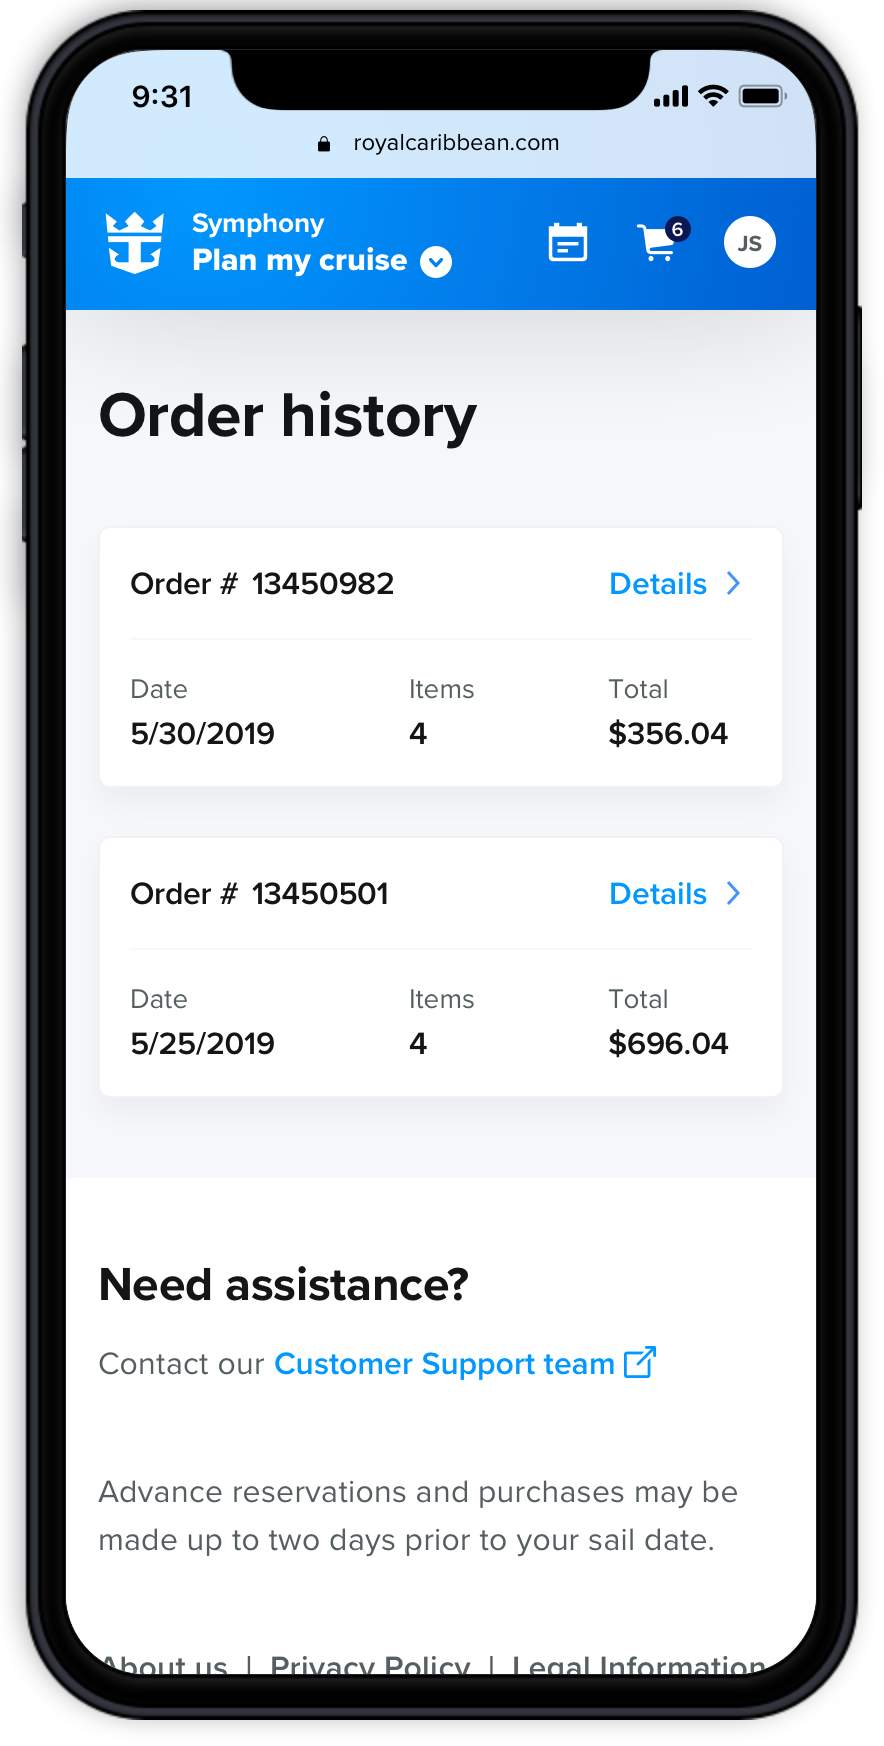 9:31
royalcaribbean.com
Symphony
Plan my cruise
6
JS
Order history
Order # 13450982 Details
Date Items Total
5/30/2019 4 $356.04
Order # 13450501 Details
Date Items Total
5/25/2019 4 $696.04
Need assistance?
Contact our Customer Support team
Advance reservations and purchases may be
made up to two days prior to your sail date.
About us | Privacy Policy | Legal Information